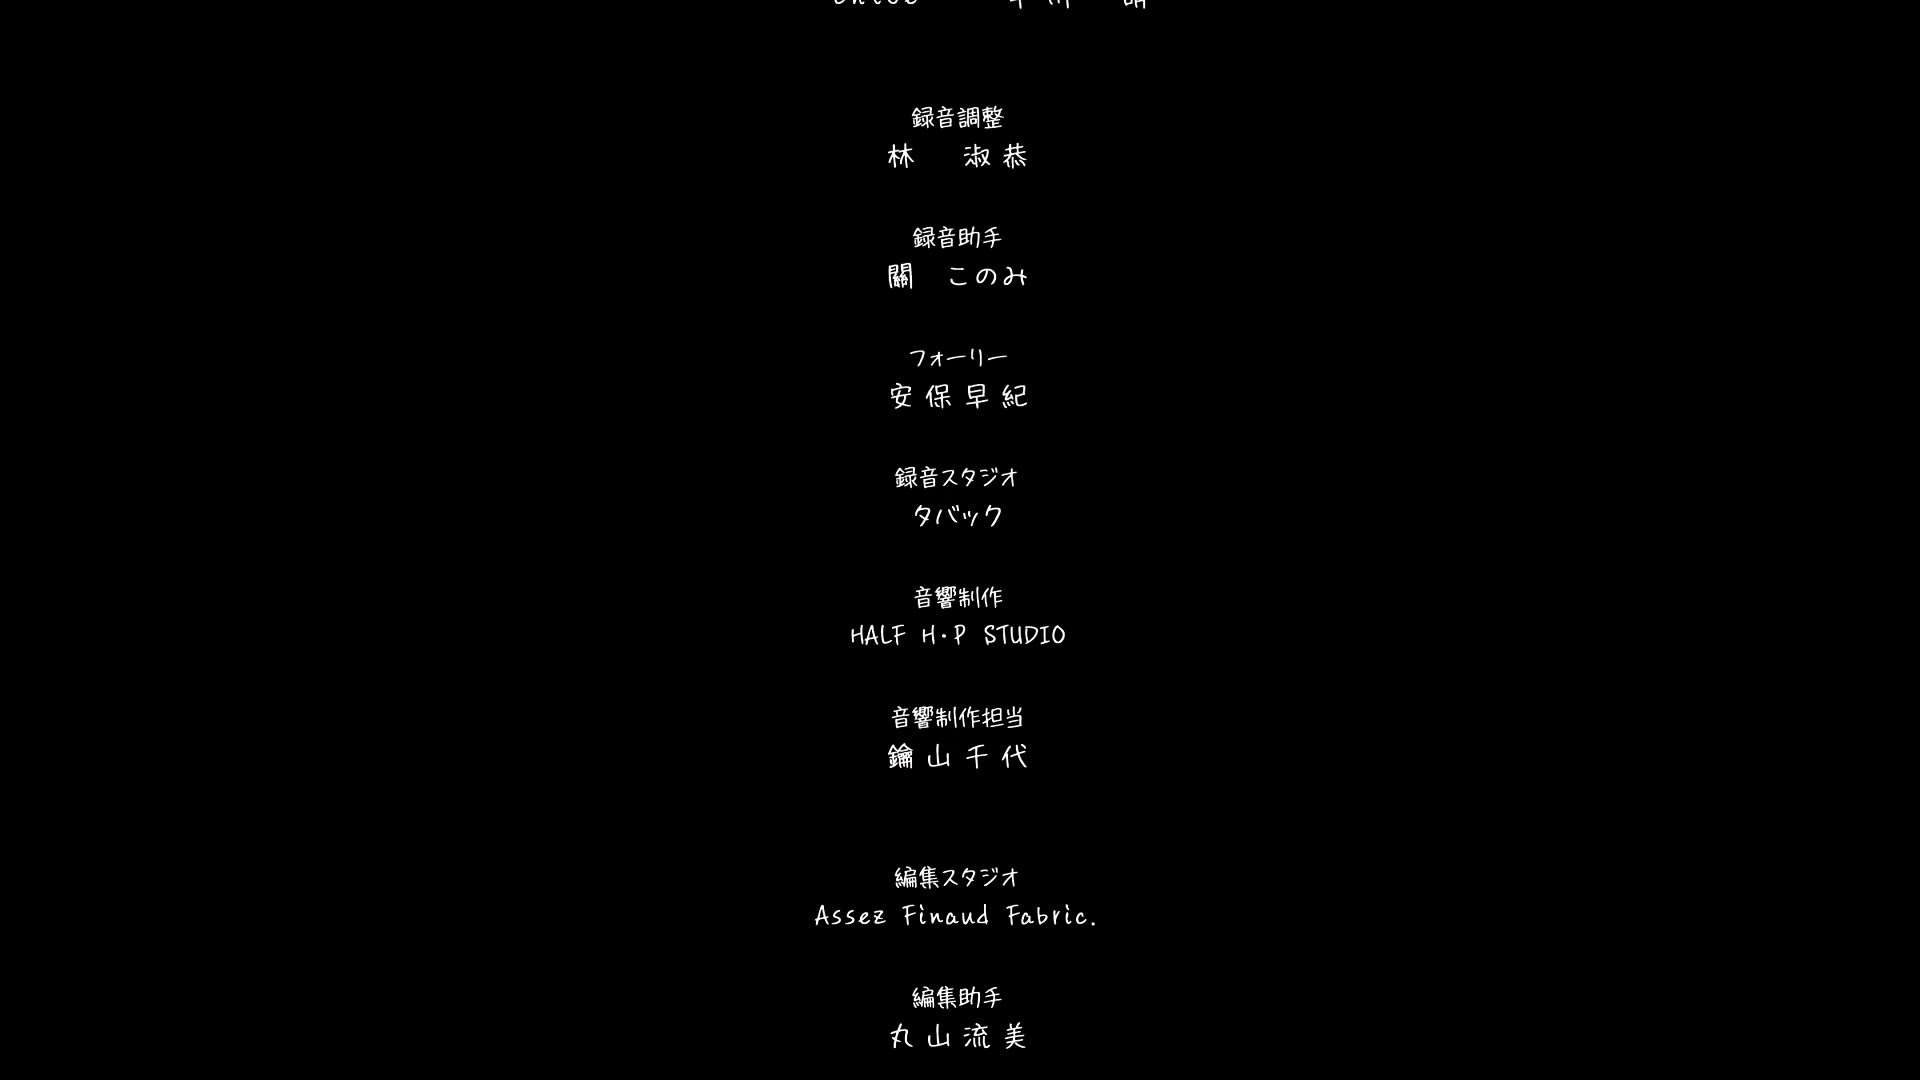 録音調整
林　淑恭
録音助手
關　このみ
フォーリー
安保早紀
録音スタジオ
タバック
音響制作
HALF H・P STUDIO
音響制作担当
鑰山千代
編集スタジオ
Assez Finaud Fabric.
編集助手
丸山流美